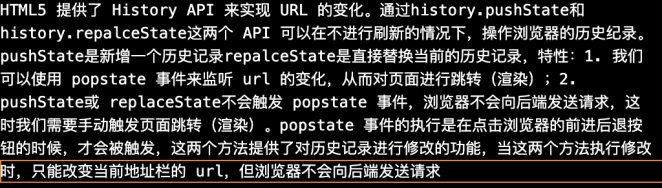 HTML5 提供了 History API 来实现 URL 的变化。通过history.pushState和
history.repalceState这两个 API 可以在不进行刷新的情况下，操作浏览器的历史纪录。
pushState是新增一个历史记录repalceState是直接替换当前的历史记录，特性：1. 我们
可以使用 popstate 事件来监听 url 的变化，从而对页面进行跳转（渲染）；2.
pushState或 replaceState不会触发 popstate 事件，浏览器不会向后端发送请求，这
时我们需要手动触发页面跳转（渲染）。popstate 事件的执行是在点击浏览器的前进后退按
钮的时候，才会被触发，这两个方法提供了对历史记录进行修改的功能，当这两个方法执行修改
时，只能改变当前地址栏的 url，但浏览器不会向后端发送请求